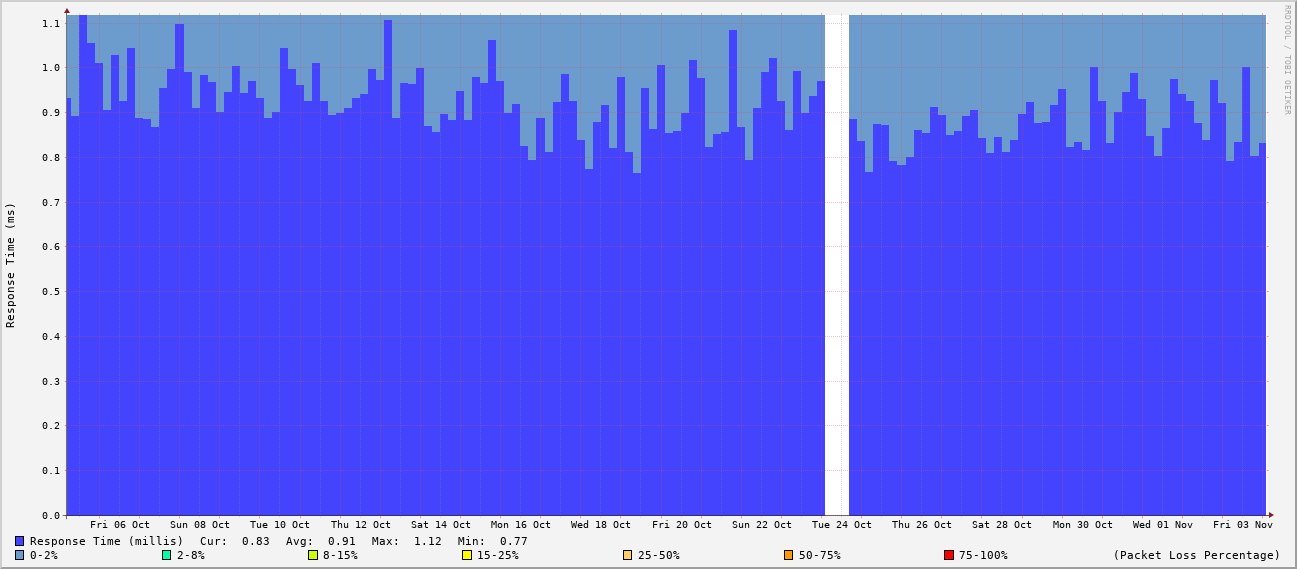 RRDTOOL / TOBI OETIKER
Response Time (ms)
1.1
1.0
0.9
0.8
0.7
0.6
0.5
0.4
0.3
0.2
0.1
0.0
Fri 06 Oct Sun 08 Oct Tue 10 Oct Thu 12 Oct Sat 14 Oct Mon 16 Oct Wed 18 Oct Fri 20 Oct Sun 22 Oct Tue 24 Oct Thu 26 Oct Sat 28 Oct Mon 30 Oct Wed 01 Nov Fri 03 Nov
Response Time (millis) Cur: 0.83 Avg: 0.91 Max: 1.12 Min: 0.77
0-2% 2-8% 8-15% 15-25% 25-50% 50-75% 75-100% (Packet Loss Percentage)